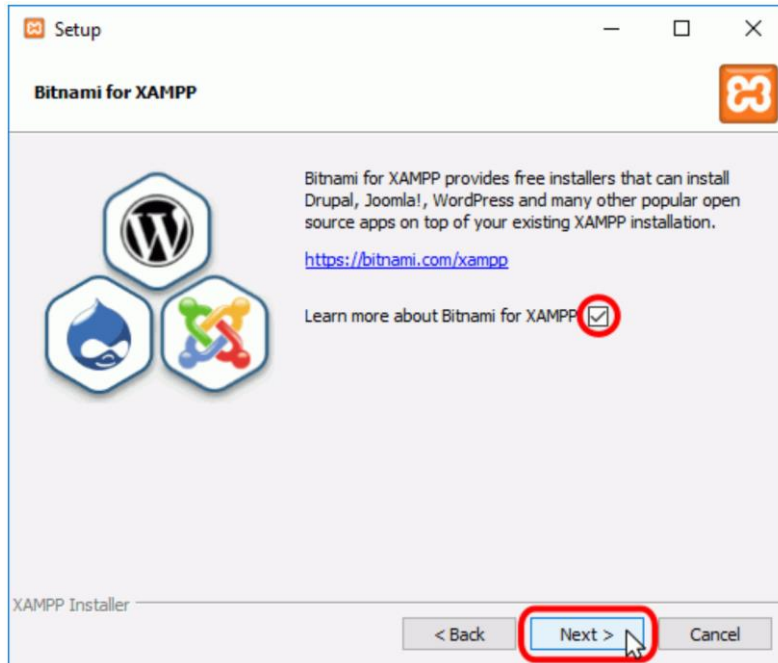 Setup
Bitnami for XAMPP
Bitnami for XAMPP provides free installers that can install
Drupal, Joomla!, WordPress and many other popular open
source apps on top of your existing XAMPP installation.
https://bitnami.com/xampp
Learn more about Bitnami for XAMPP
XAMPP Installer
< Back Next > Cancel